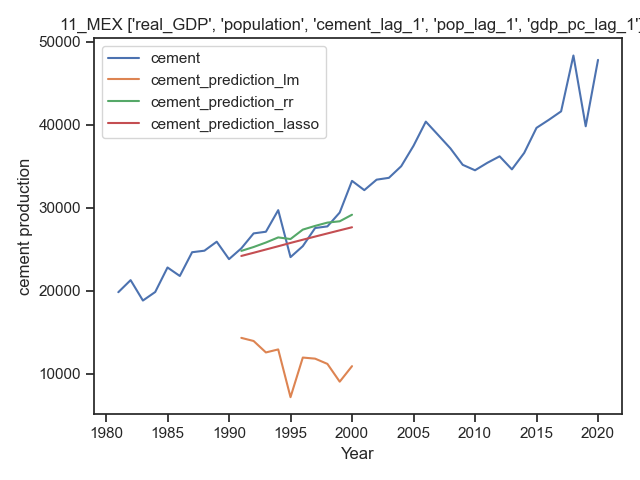 11_MEX ['real_GDP', 'population', 'cement_lag_1', 'pop_lag_1', 'gdp_pc_lag_1']
50000
40000
30000
20000
10000
cement production
cement
cement_prediction_lm
cement_prediction_rr
cement_prediction_lasso
1980 1985 1990 1995 2000 2005 2010 2015 2020
Year